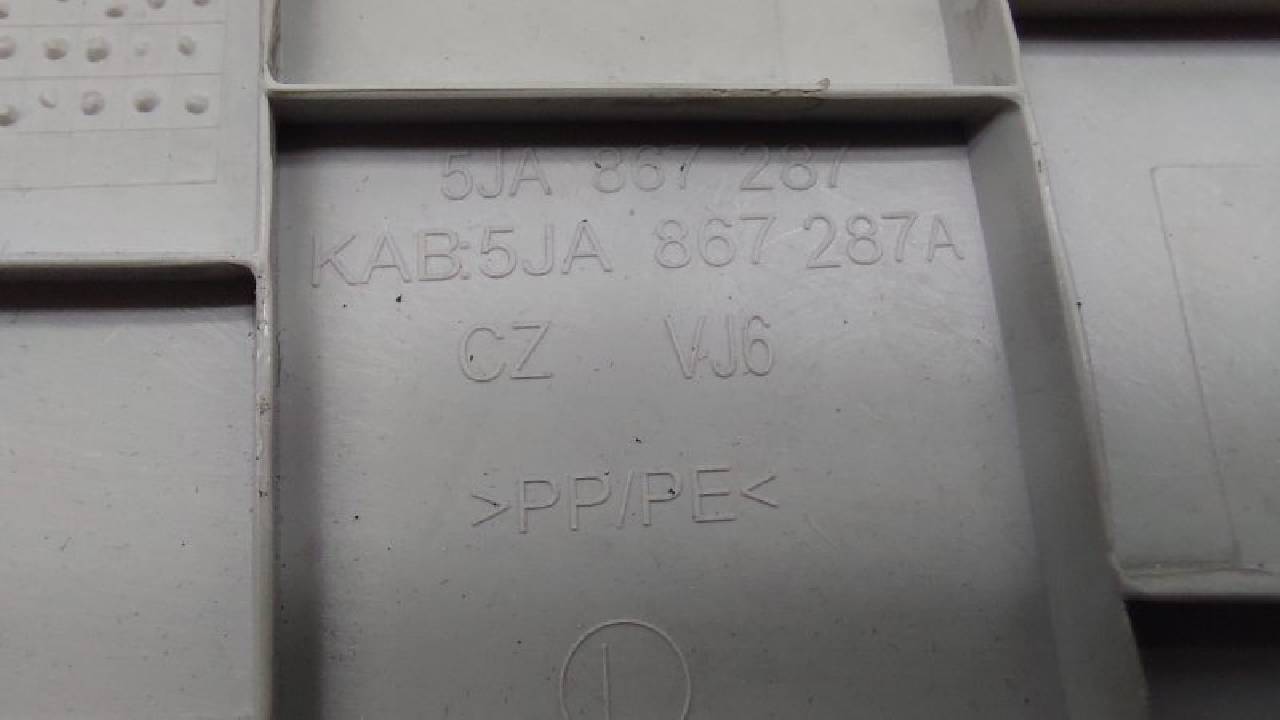 5JA 867 287
KAB:5JA 867 287A
CZ VJ6
>PP/PE<